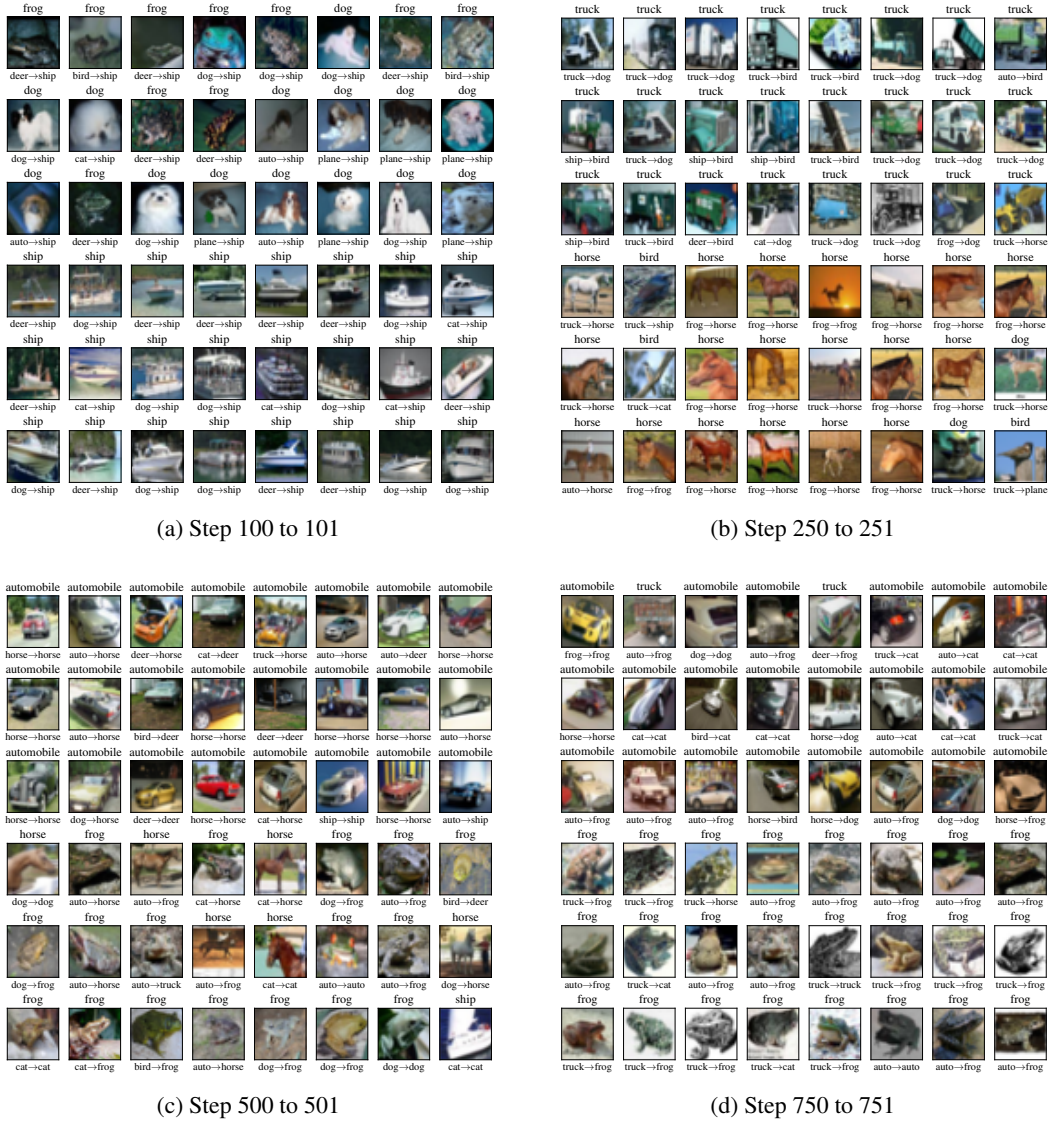 frog frog frog frog frog dog frog frog
deer→ship bird→ship deer→ship dog→ship dog→ship dog→ship deer→ship bird→ship
dog dog frog frog dog dog dog dog
dog→ship cat→ship deer→ship deer→ship auto→ship plane→ship plane→ship plane→ship
dog frog dog dog dog dog dog dog
auto→ship deer→ship dog→ship plane→ship auto→ship plane→ship dog→ship plane→ship
ship ship ship ship ship ship ship ship
deer→ship dog→ship deer→ship deer→ship deer→ship deer→ship dog→ship cat→ship
ship ship ship ship ship ship ship ship
deer→ship cat→ship dog→ship dog→ship cat→ship dog→ship cat→ship deer→ship
ship ship ship ship ship ship ship ship
dog→ship deer→ship dog→ship dog→ship deer→ship deer→ship dog→ship dog→ship
(a) Step 100 to 101
truck truck truck truck truck truck truck truck
truck→dog truck→dog truck→dog truck→bird truck→bird truck→dog truck→dog auto→bird
truck truck truck truck truck truck truck truck
ship→bird truck→dog ship→bird ship→bird truck→bird truck→dog truck→dog truck→dog
truck truck truck truck truck truck truck truck
ship→bird truck→bird deer→bird cat→dog truck→dog truck→dog frog→dog truck→horse
horse bird horse horse horse horse horse horse
truck→horse truck→ship frog→horse frog→horse frog→frog frog→horse frog→horse frog→horse
horse bird horse horse horse horse horse dog
truck→horse truck→cat frog→horse frog→horse truck→horse frog→horse frog→horse truck→horse
horse horse horse horse horse horse dog bird
auto→horse frog→frog frog→horse frog→horse frog→horse frog→horse truck→horse truck→plane
(b) Step 250 to 251
automobile automobile automobile automobile automobile automobile automobile automobile
horse→horse auto→horse deer→horse cat→deer truck→horse auto→horse auto→deer horse→horse
automobile automobile automobile automobile automobile automobile automobile automobile
horse→horse auto→horse bird→deer horse→horse deer→deer horse→horse horse→horse auto→horse
automobile automobile automobile automobile automobile automobile automobile automobile
horse→horse dog→horse deer→deer horse→horse cat→horse ship→ship horse→horse auto→ship
horse frog horse frog horse frog frog frog
dog→dog auto→horse auto→frog cat→horse cat→horse dog→frog auto→frog bird→deer
frog frog frog horse horse frog frog horse
dog→frog auto→horse auto→truck auto→frog cat→cat auto→auto auto→frog dog→horse
frog frog frog frog frog frog frog ship
cat→cat cat→frog bird→frog auto→horse dog→frog dog→frog dog→dog cat→cat
(c) Step 500 to 501
automobile truck automobile automobile truck automobile automobile automobile
frog→frog auto→frog dog→dog auto→frog deer→frog truck→cat auto→cat cat→cat
automobile automobile automobile automobile automobile automobile automobile automobile
horse→horse cat→cat bird→cat cat→cat horse→dog auto→cat cat→cat truck→cat
automobile automobile automobile automobile automobile automobile automobile automobile
auto→frog auto→frog auto→frog horse→bird horse→dog auto→frog dog→dog horse→frog
frog frog frog frog frog frog frog frog
truck→frog truck→frog truck→horse auto→frog auto→frog auto→frog auto→frog auto→frog
frog frog frog frog frog frog frog frog
auto→frog truck→cat auto→frog auto→frog truck→truck truck→frog truck→frog truck→frog
frog frog frog frog frog frog frog frog
truck→frog truck→frog truck→frog truck→cat truck→frog auto→auto auto→frog auto→frog
(d) Step 750 to 751